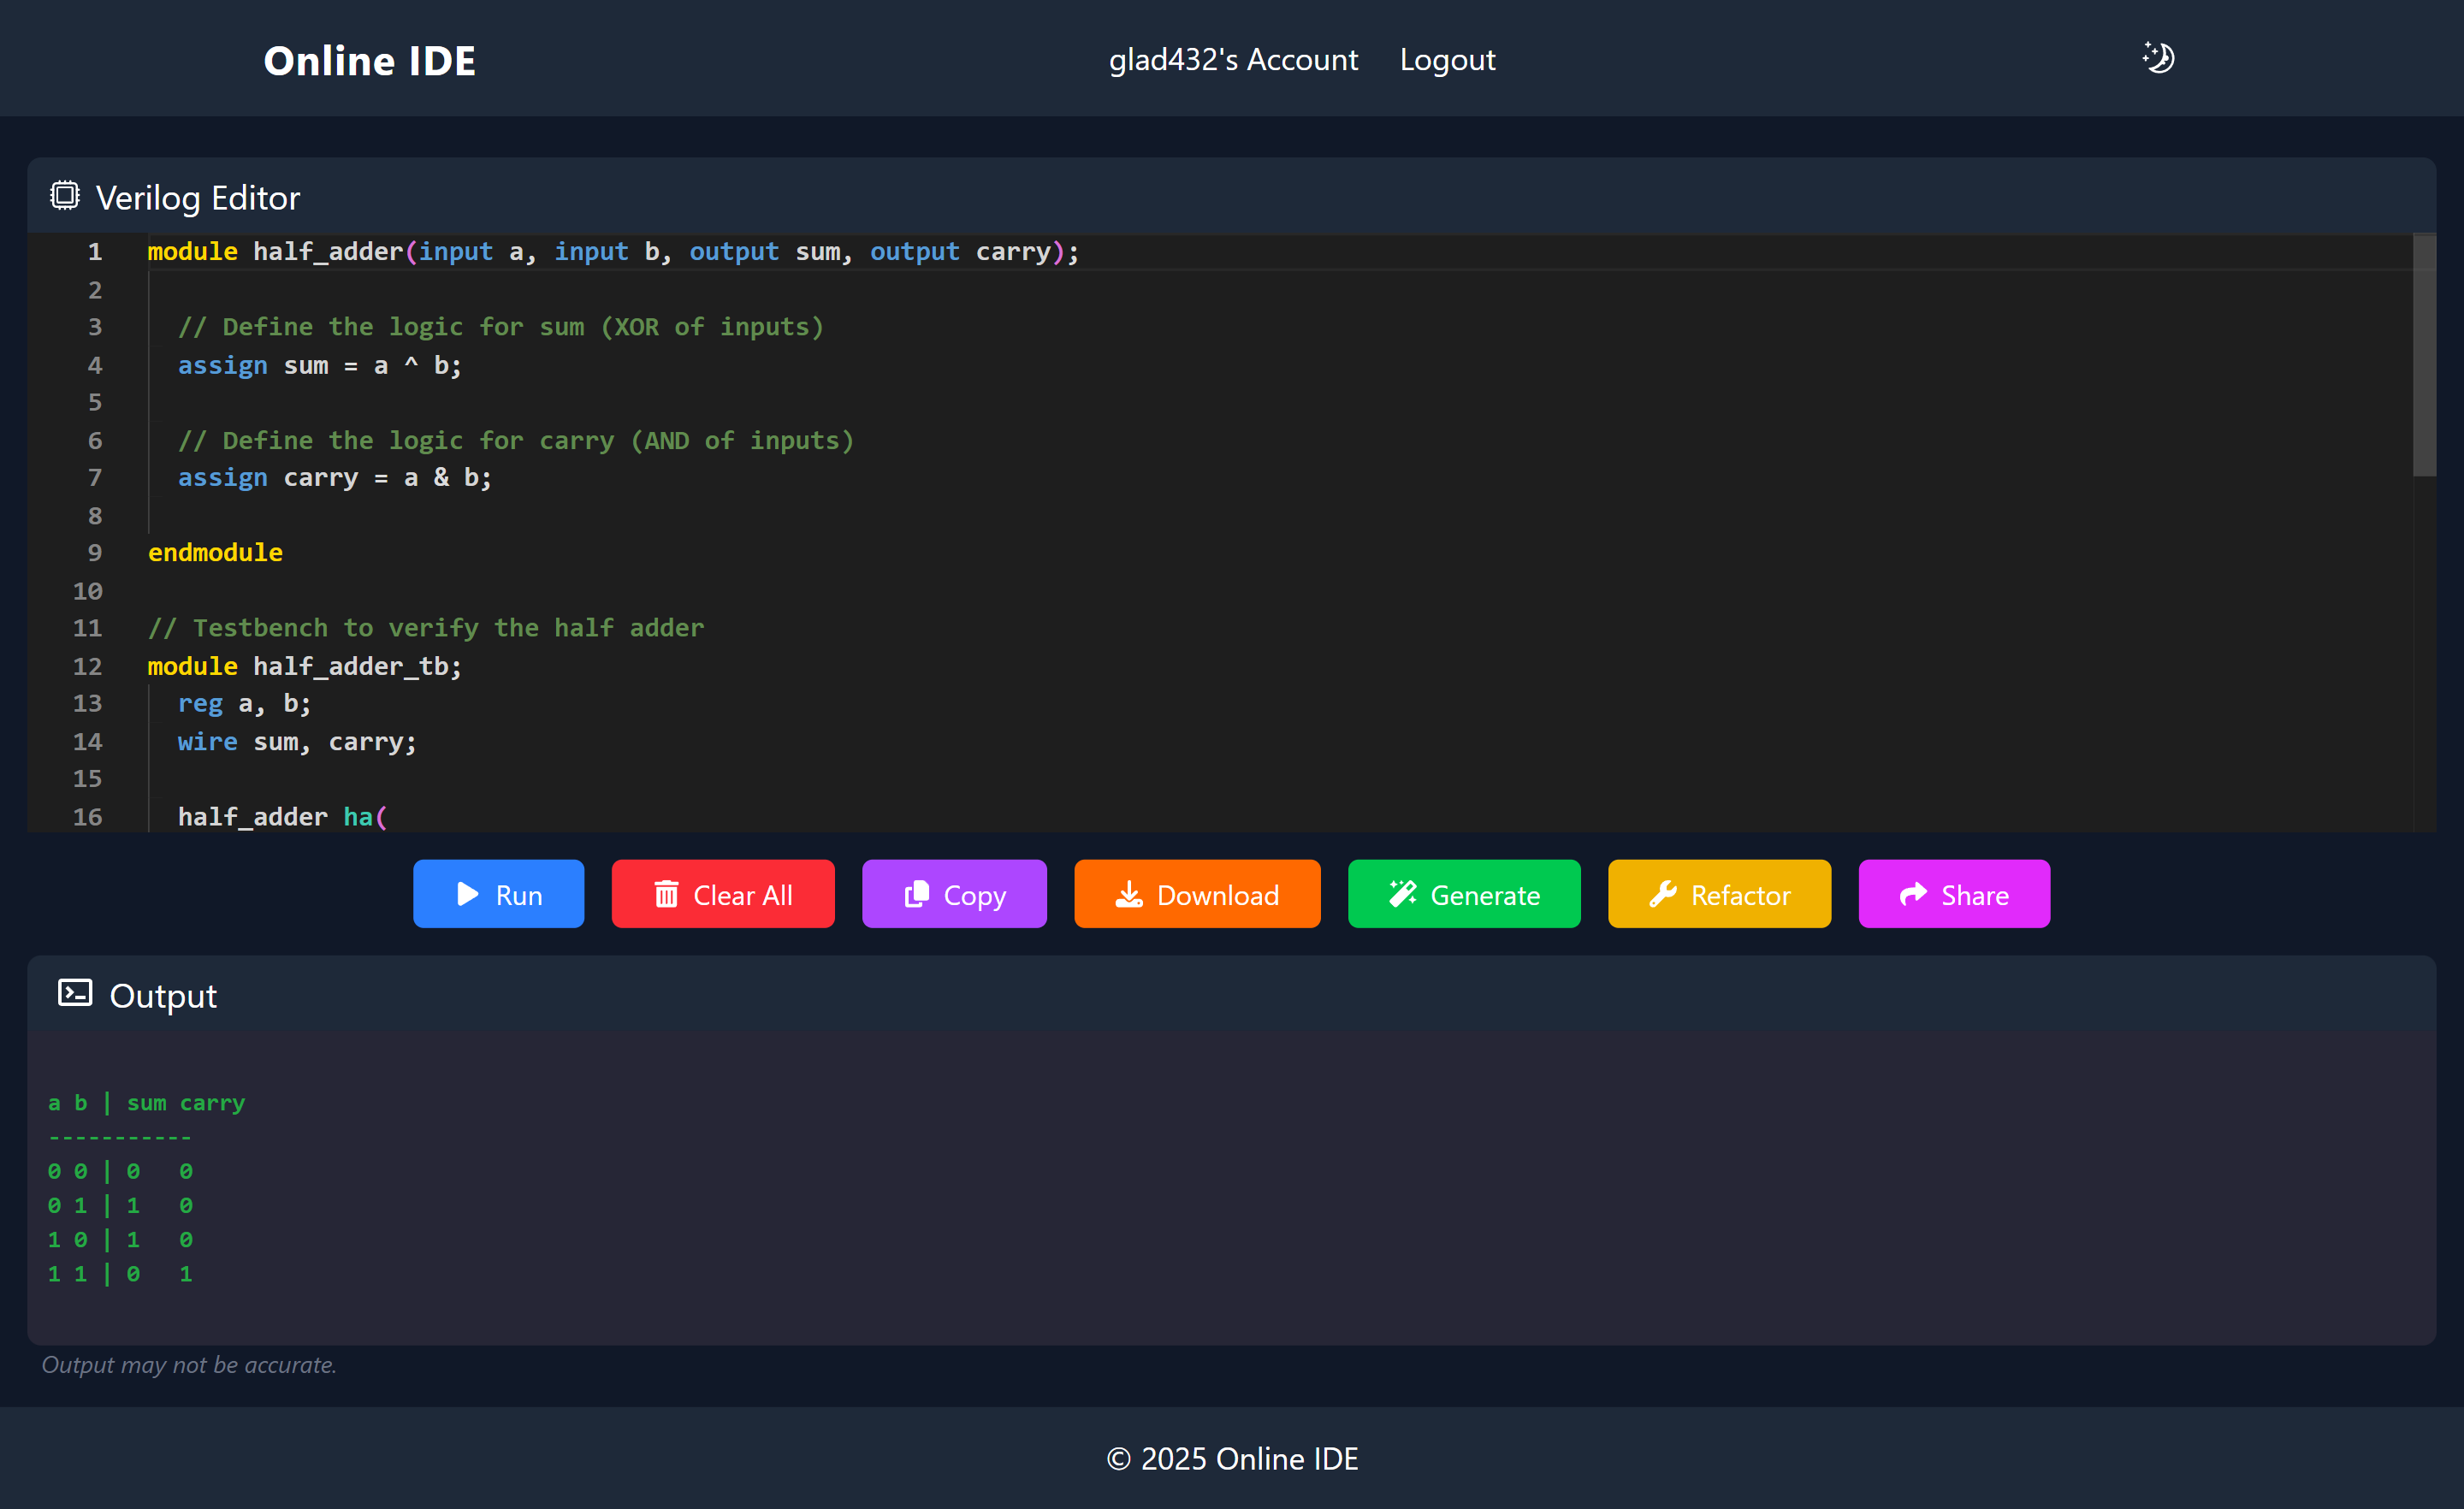 Online IDE
glad432's Account
Logout
Verilog Editor
1 module half_adder(input a, input b, output sum, output carry);
2
3   // Define the logic for sum (XOR of inputs)
4   assign sum = a ^ b;
5
6   // Define the logic for carry (AND of inputs)
7   assign carry = a & b;
8
9 endmodule
10
11 // Testbench to verify the half adder
12 module half_adder_tb;
13   reg a, b;
14   wire sum, carry;
15
16   half_adder ha(
Run
Clear All
Copy
Download
Generate
Refactor
Share
Output
a b | sum carry
-----------
0 0 | 0   0
0 1 | 1   0
1 0 | 1   0
1 1 | 0   1
Output may not be accurate.
© 2025 Online IDE